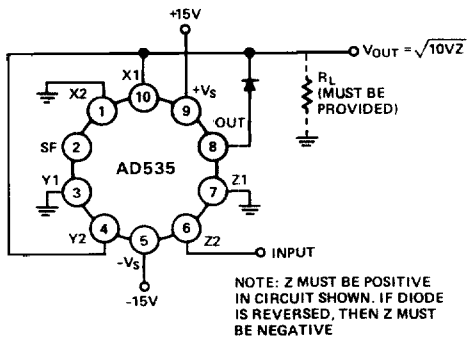 +15V
VOUT = √10VZ
X1
X2
+VS
RL
(MUST BE
PROVIDED)
10
1
9
OUT
SF
2
8
AD535
Y1
3
7
Z1
4
6
5
Y2
Z2
-VS
INPUT
-15V
NOTE: Z MUST BE POSITIVE
IN CIRCUIT SHOWN. IF DIODE
IS REVERSED, THEN Z MUST
BE NEGATIVE